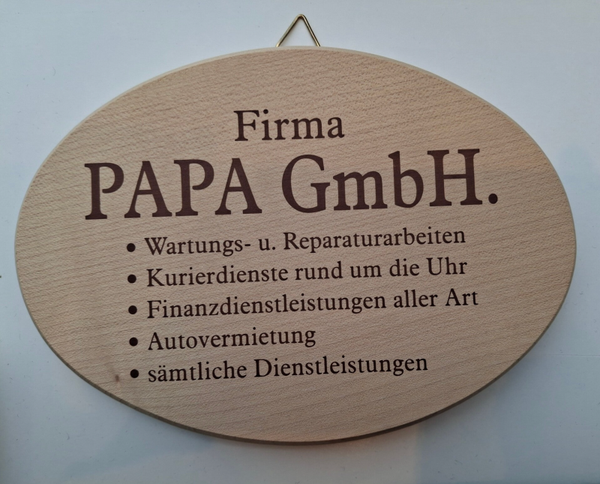 Firma
PAPA GmbH.
• Wartungs- u. Reparaturarbeiten
• Kurierdienste rund um die Uhr
• Finanzdienstleistungen aller Art
• Autovermietung
• sämtliche Dienstleistungen